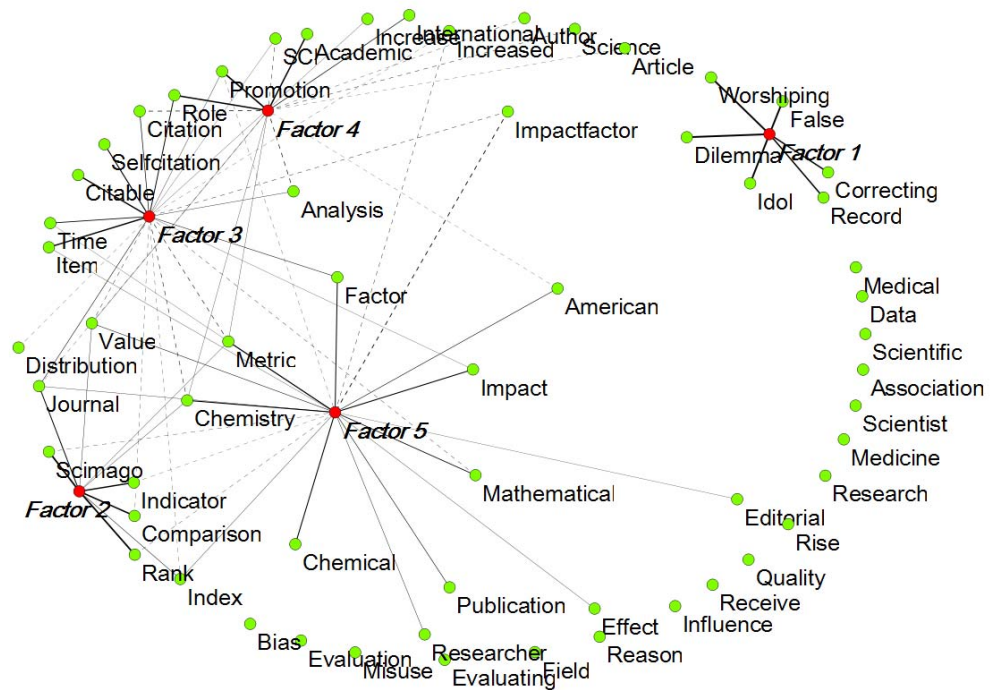 Increase
International
SCI
Academic
Increased
Author
Science
Article
Promotion
Worshiping
Role
False
Citation
Factor 4
Impactfactor
Selfcitation
Dilemma
Factor 1
Citable
Analysis
Idol
Correcting
Record
Time
Factor 3
Item
Factor
American
Medical
Data
Value
Metric
Scientific
Distribution
Impact
Association
Journal
Chemistry
Factor 5
Scientist
Scimago
Medicine
Indicator
Mathematical
Research
Factor 2
Comparison
Editorial
Rise
Rank
Chemical
Index
Publication
Quality
Receive
Influence
Effect
Bias
Evaluation
Misuse
Researcher
Evaluating
Field
Reason